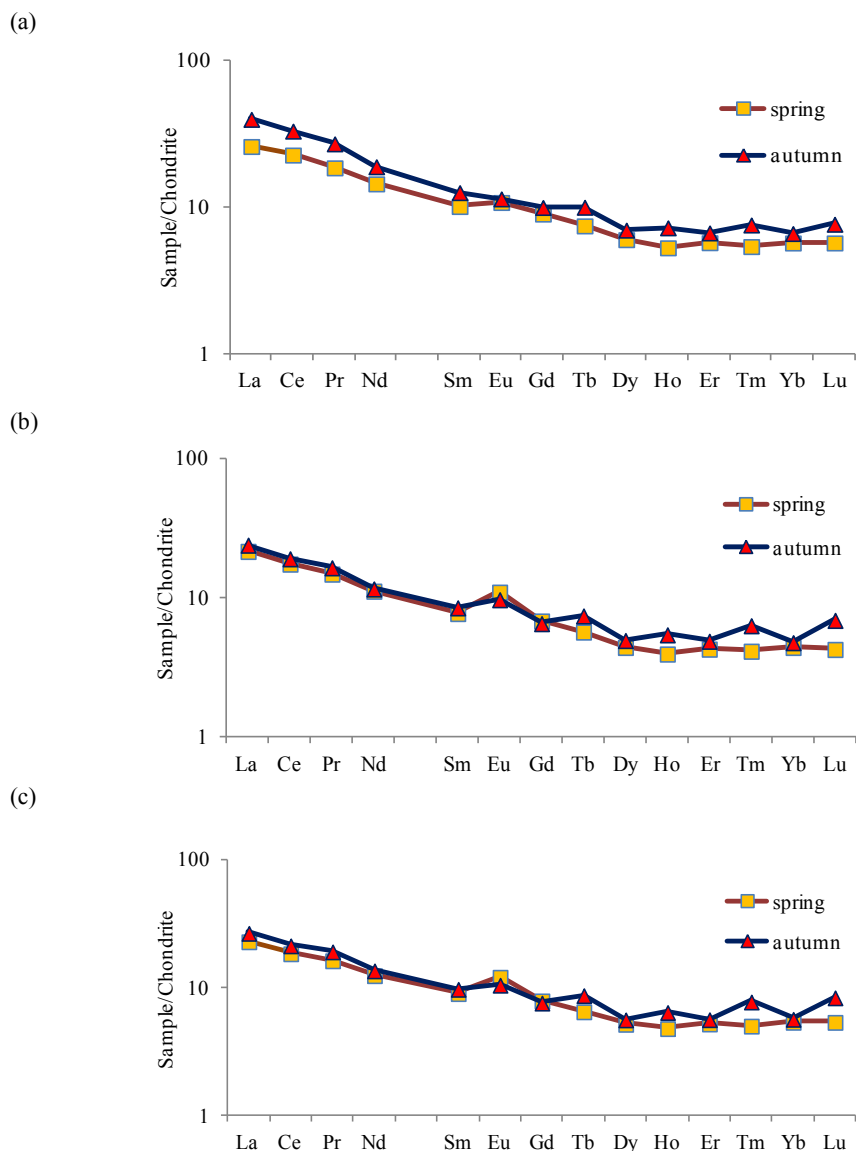 (a)
100
10
1
Sample/Chondrite
spring
autumn
La Ce Pr Nd Sm Eu Gd Tb Dy Ho Er Tm Yb Lu
(b)
100
10
1
Sample/Chondrite
spring
autumn
La Ce Pr Nd Sm Eu Gd Tb Dy Ho Er Tm Yb Lu
(c)
100
10
1
Sample/Chondrite
spring
autumn
La Ce Pr Nd Sm Eu Gd Tb Dy Ho Er Tm Yb Lu